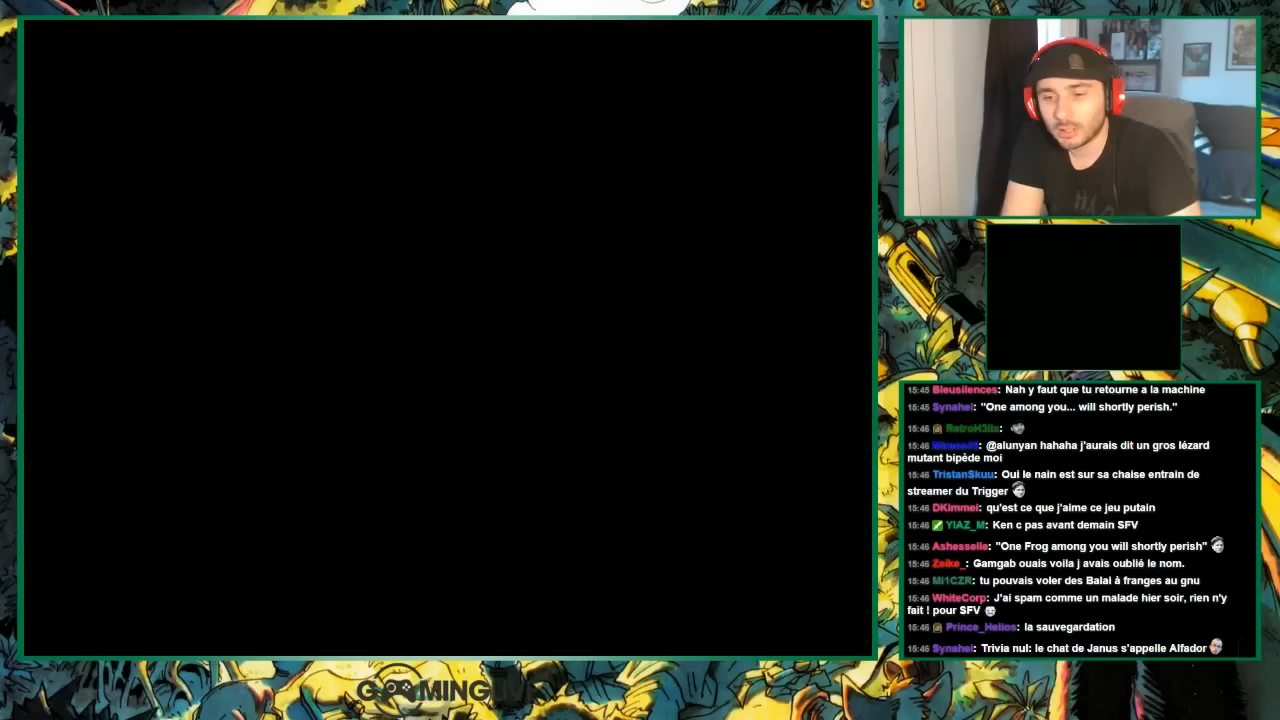 15:45 Bleusilences: Nah y faut que tu retourne a la machine
15:45 Synahel: "One among you... will shortly perish."
15:46 RetroH3lix:
15:46 : @alunyan hahaha j'aurais dit un gros lézard
mutant bipède moi
15:46 TristanSkuu: Oui le nain est sur sa chaise entrain de
streamer du Trigger
15:46 DKimmel: qu'est ce que j'aime ce jeu putain
15:46 YIAZ_M: Ken c pas avant demain SFV
15:46 Ashesselle: "One Frog among you will shortly perish"
15:46 Zeike_: Gamgab ouais voila j avais oublié le nom.
15:46 Mi1CZR: tu pouvais voler des Balai à franges au gnu
15:46 WhiteCorp: J'ai spam comme un malade hier soir, rien n'y
fait ! pour SFV
15:46 Prince_Helios: la sauvegardation
15:46 Synahel: Trivia nul: le chat de Janus s'appelle Alfador
GAMING LIVE